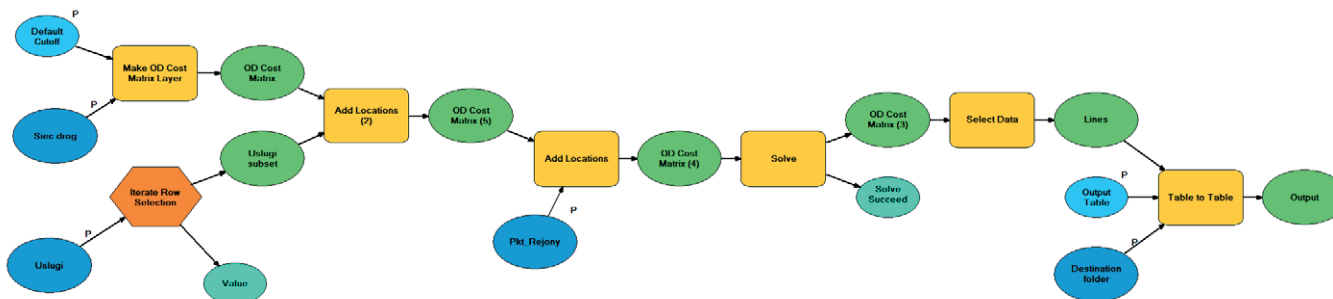 P
Default
Cutoff
Make OD Cost
Matrix Layer
OD Cost
Matrix
P
Siec drog
Add Locations
(2)
OD Cost
Matrix (5)
Uslugi
subset
Iterate Row
Selection
P
Uslugi
Value
Add Locations
P
Pkt_Rejony
OD Cost
Matrix (4)
Solve
OD Cost
Matrix (3)
Solve
Succeed
Select Data
Lines
P
Output
Table
Table to Table
Output
P
Destination
folder